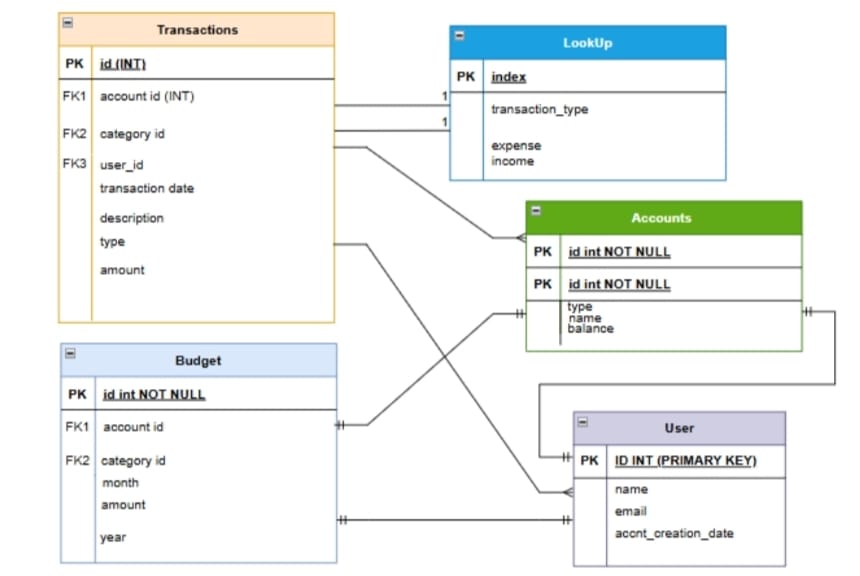 Transactions
PK id (INT)
FK1 account id (INT)
FK2 category id
FK3 user_id
transaction date
description
type
amount
LookUp
PK index
transaction_type
expense
income
1
1
Accounts
PK id int NOT NULL
PK id int NOT NULL
type
name
balance
Budget
PK id int NOT NULL
FK1 account id
FK2 category id
month
amount
year
User
PK ID INT (PRIMARY KEY)
name
email
accnt_creation_date